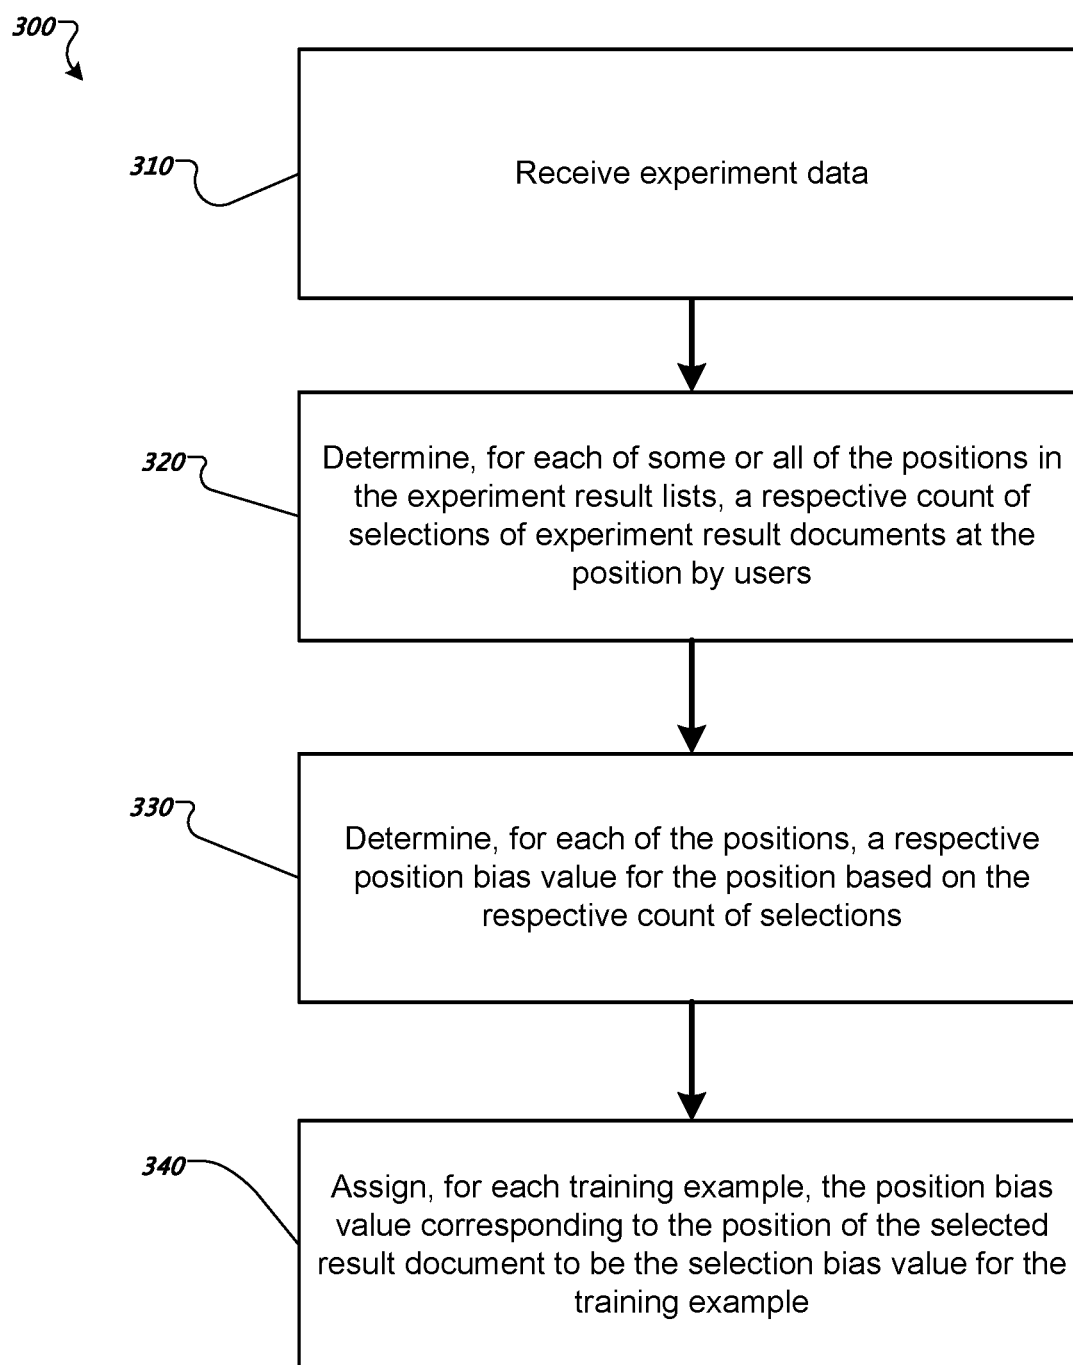 300
310
Receive experiment data
320
Determine, for each of some or all of the positions in
the experiment result lists, a respective count of
selections of experiment result documents at the
position by users
330
Determine, for each of the positions, a respective
position bias value for the position based on the
respective count of selections
340
Assign, for each training example, the position bias
value corresponding to the position of the selected
result document to be the selection bias value for the
training example